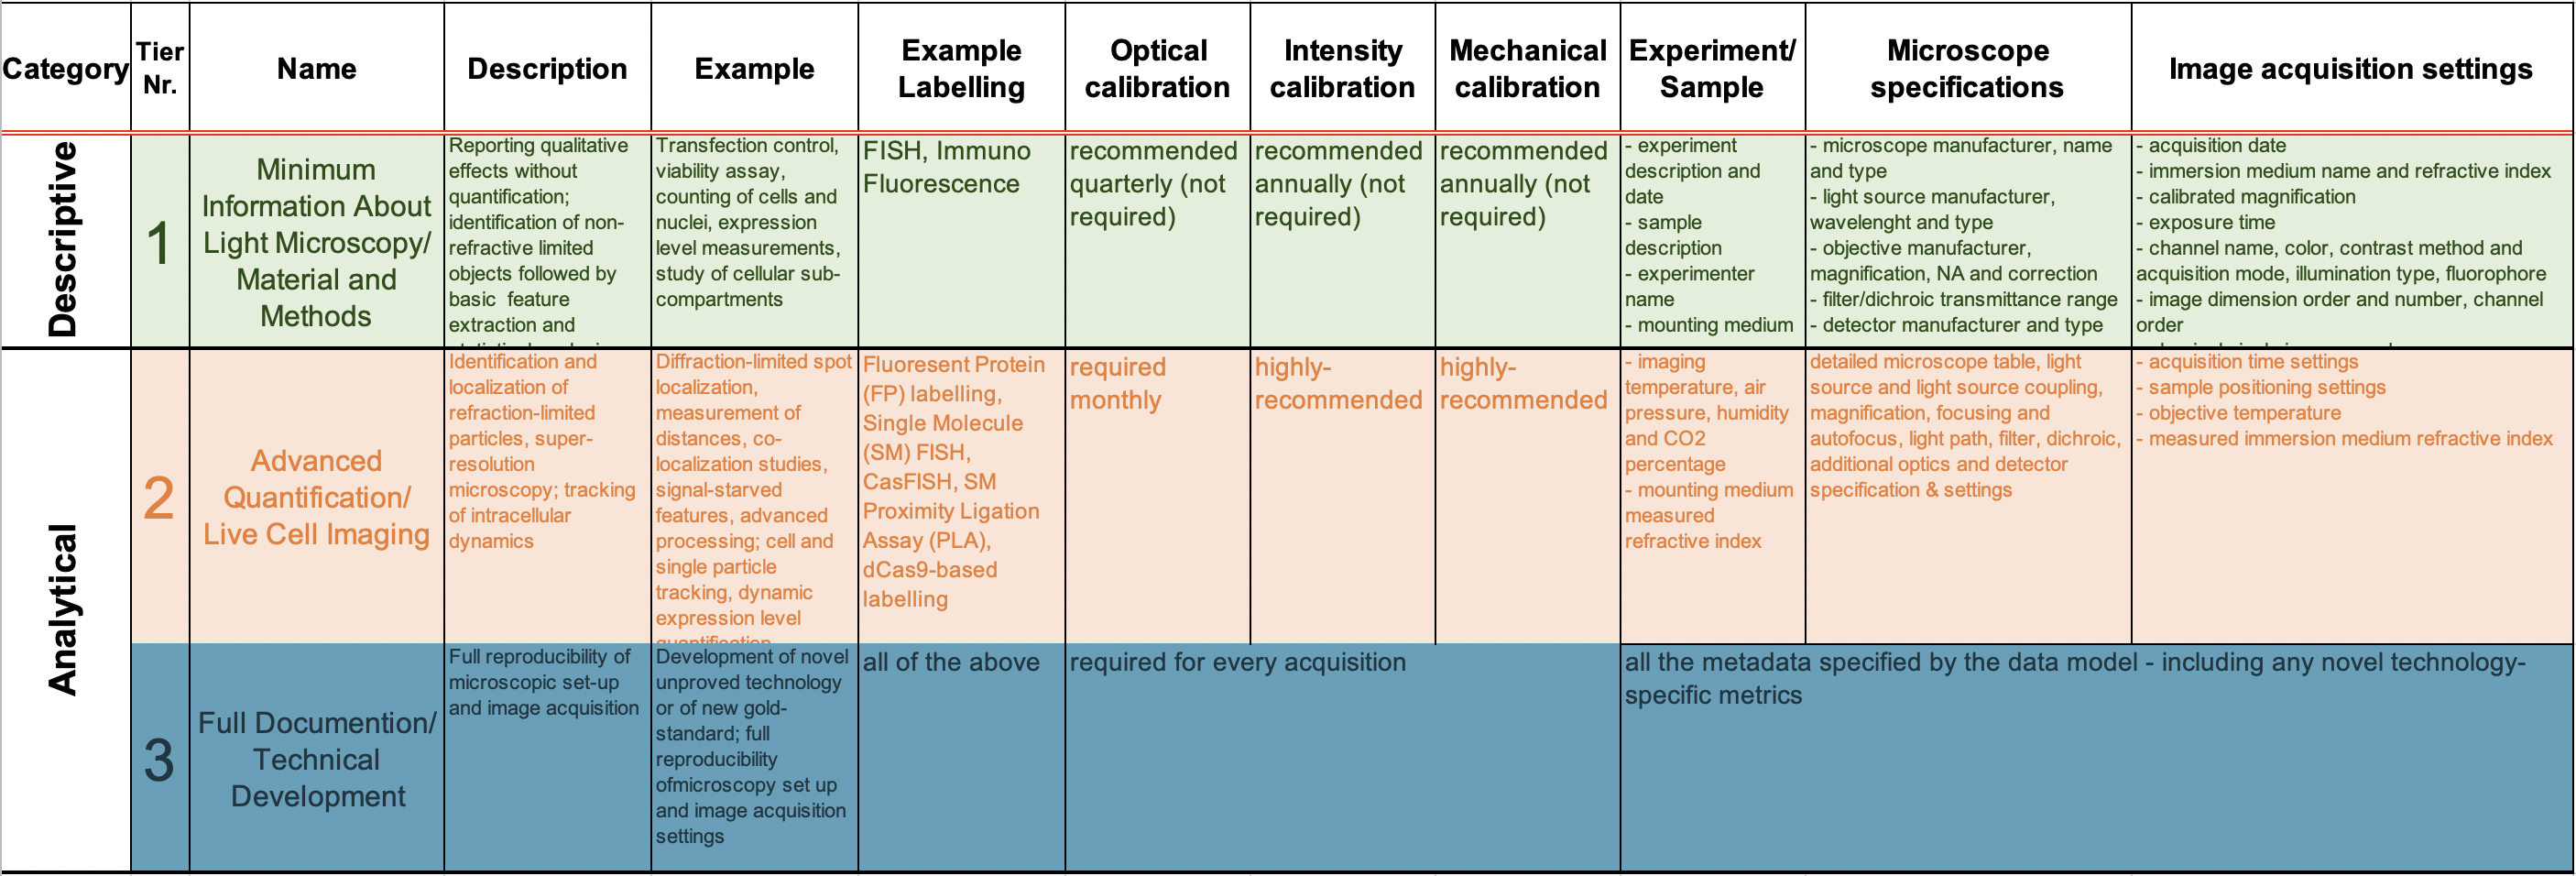 Category
Tier
Nr.
Name
Description
Example
Example
Labelling
Optical
calibration
Intensity
calibration
Mechanical
calibration
Experiment/
Sample
Microscope
specifications
Image acquisition settings
Descriptive
1
Minimum
Information About
Light Microscopy/
Material and
Methods
Reporting qualitative
effects without
quantification;
identification of non-
refractive limited
objects followed by
basic feature
extraction and
Transfection control,
viability assay,
counting of cells and
nuclei, expression
level measurements,
study of cellular sub-
compartments
FISH, Immuno
Fluorescence
recommended
quarterly (not
required)
recommended
annually (not
required)
recommended
annually (not
required)
- experiment
description and
date
- sample
description
- experimenter
name
- mounting medium
- microscope manufacturer, name
and type
- light source manufacturer,
wavelenght and type
- objective manufacturer,
magnification, NA and correction
- filter/dichroic transmittance range
- detector manufacturer and type
- acquisition date
- immersion medium name and refractive index
- calibrated magnification
- exposure time
- channel name, color, contrast method and
acquisition mode, illumination type, fluorophore
- image dimension order and number, channel
order
Analytical
2
Advanced
Quantification/
Live Cell Imaging
Identification and
localization of
refraction-limited
particles, super-
resolution
microscopy; tracking
of intracellular
dynamics
Diffraction-limited spot
localization,
measurement of
distances, co-
localization studies,
signal-starved
features, advanced
processing; cell and
single particle
tracking, dynamic
expression level
quantification
Fluoresent Protein
(FP) labelling,
Single Molecule
(SM) FISH,
CasFISH, SM
Proximity Ligation
Assay (PLA),
dCas9-based
labelling
required
monthly
highly-
recommended
highly-
recommended
- imaging
temperature, air
pressure, humidity
and CO2
percentage
- mounting medium
measured
refractive index
detailed microscope table, light
source and light source coupling,
magnification, focusing and
autofocus, light path, filter, dichroic,
additional optics and detector
specification & settings
- acquisition time settings
- sample positioning settings
- objective temperature
- measured immersion medium refractive index
3
Full Documention/
Technical
Development
Full reproducibility of
microscopic set-up
and image acquisition
Development of novel
unproved technology
or of new gold-
standard; full
reproducibility
ofmicroscopy set up
and image acquisition
settings
all of the above
required for every acquisition
all the metadata specified by the data model - including any novel technology-
specific metrics